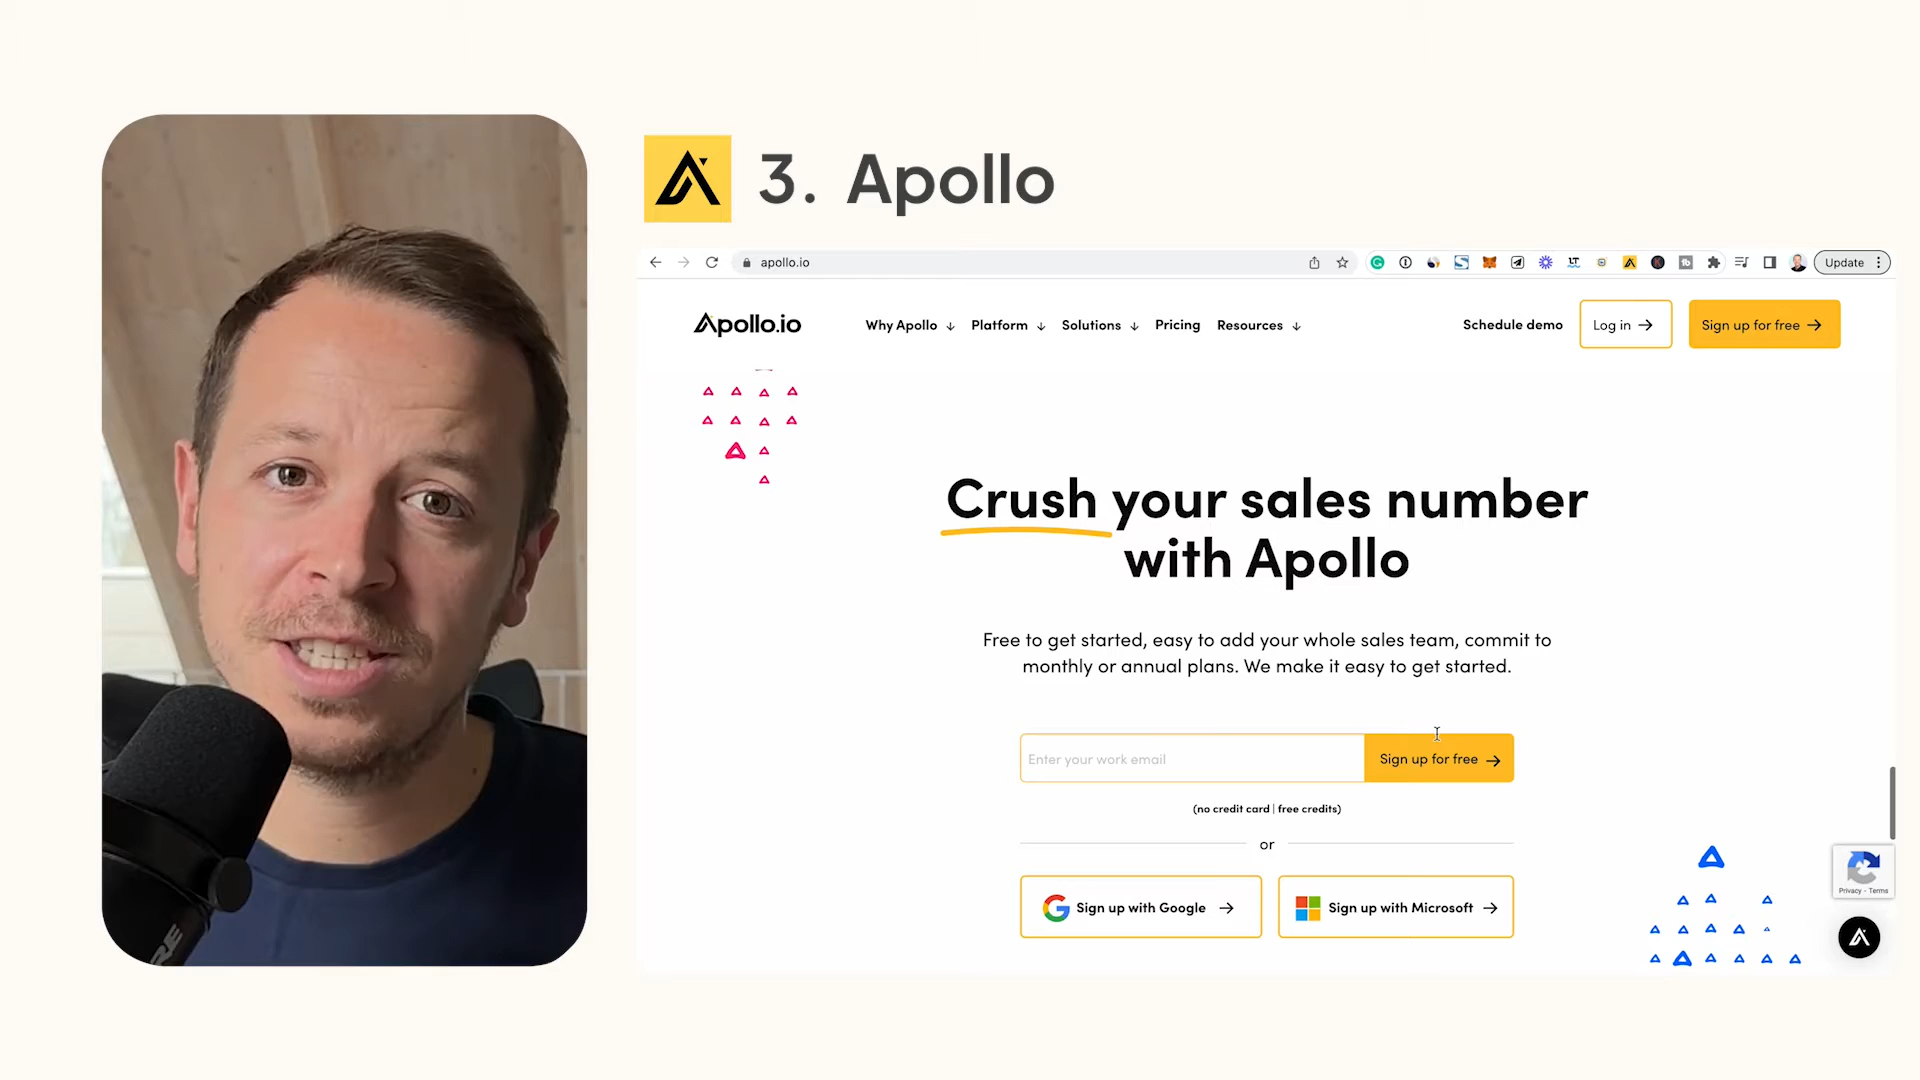 3. Apollo
apollo.io
Update
Apollo.io
Why Apollo
Platform
Solutions
Pricing
Resources
Schedule demo
Log in
Sign up for free
Crush your sales number
with Apollo
Free to get started, easy to add your whole sales team, commit to
monthly or annual plans. We make it easy to get started.
Enter your work email
Sign up for free
(no credit card | free credits)
or
Sign up with Google
Sign up with Microsoft
Privacy - Terms